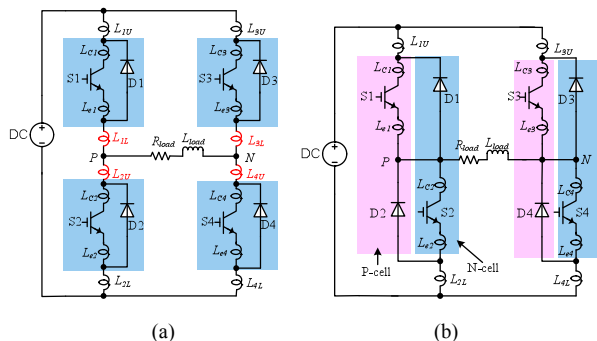 L1U
L3U
LC1
S1
D1
Le1
LC3
S3
D3
Le3
DC
L1L
L3L
P
Rload
Lload
N
L2U
L4U
LC2
S2
D2
Le2
LC4
S4
D4
Le4
L2L
L4L
(a)
L1U
L3U
LC1
S1
D1
Le1
LC3
S3
D3
Le3
DC
P
Rload
Lload
N
D2
LC2
S2
Le2
D4
LC4
S4
Le4
P-cell
N-cell
L2L
L4L
(b)